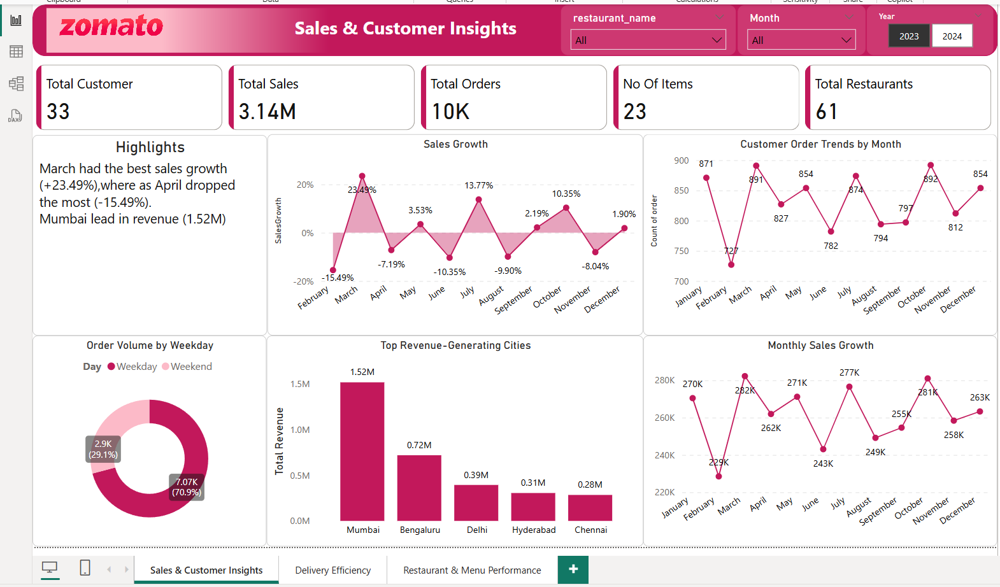 Clipboard
Data
Queries
Insert
Calculations
Sensitivity
Share
Copilot
zomato
Sales & Customer Insights
restaurant_name
All
Month
All
Year
2023
2024
DAX
Total Customer
33
Total Sales
3.14M
Total Orders
10K
No Of Items
23
Total Restaurants
61
Highlights
March had the best sales growth
(+23.49%),where as April dropped
the most (-15.49%).
Mumbai lead in revenue (1.52M)
Sales Growth
SalesGrowth
20%
0%
-20%
-15.49%
23.49%
-7.19%
3.53%
-10.35%
13.77%
-9.90%
2.19%
10.35%
-8.04%
1.90%
February
March
April
May
June
July
August
September
October
November
December
Customer Order Trends by Month
Count of order
900
850
800
750
700
871
727
891
827
854
782
874
794
797
892
812
854
January
February
March
April
May
June
July
August
September
October
November
December
Order Volume by Weekday
Day Weekday Weekend
2.9K
(29.1%)
7.07K
(70.9%)
Top Revenue-Generating Cities
Total Revenue
1.5M
1.0M
0.5M
0.0M
1.52M
0.72M
0.39M
0.31M
0.28M
Mumbai
Bengaluru
Delhi
Hyderabad
Chennai
Monthly Sales Growth
280K
260K
240K
220K
270K
229K
282K
262K
271K
243K
277K
249K
255K
281K
258K
263K
January
February
March
April
May
June
July
August
September
October
November
December
Sales & Customer Insights
Delivery Efficiency
Restaurant & Menu Performance
+